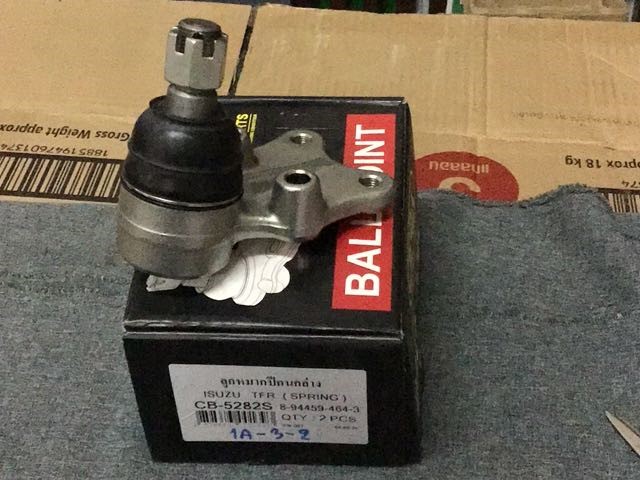 Gross Weight approx
1885194760137
approx 18 kg
BALL JOINT
ลูกหมากปีกนกล่าง
ISUZU TFR (SPRING)
CB-5282S 8-94459-464-3
QTY : 2 PCS
1A-3-2